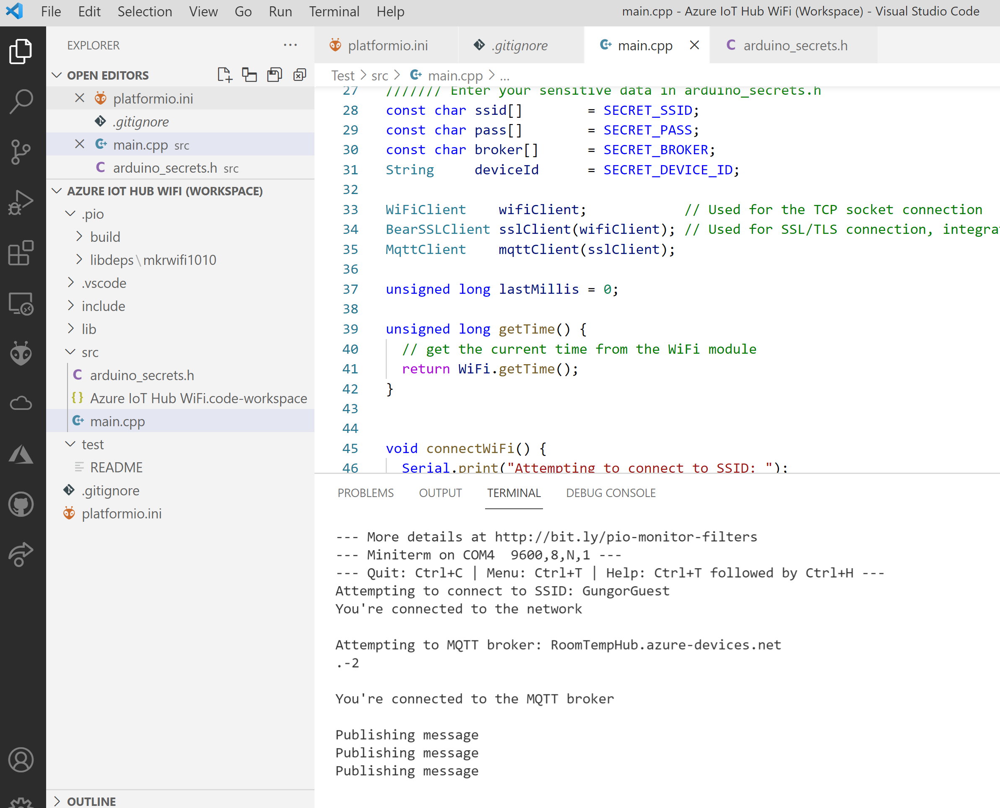 File Edit Selection View Go Run Terminal Help main.cpp - Azure IoT Hub WiFi (Workspace) - Visual Studio Code
EXPLORER ...
OPEN EDITORS
platformio.ini
.gitignore
main.cpp src
arduino_secrets.h src
AZURE IOT HUB WIFI (WORKSPACE)
.pio
build
libdeps\mkrwifi1010
.vscode
include
lib
src
arduino_secrets.h
Azure IoT Hub WiFi.code-workspace
main.cpp
test
README
.gitignore
platformio.ini
OUTLINE
platformio.ini .gitignore main.cpp arduino_secrets.h
Test > src > main.cpp > ...
27 /////// Enter your sensitive data in arduino_secrets.h
28 const char ssid[] = SECRET_SSID;
29 const char pass[] = SECRET_PASS;
30 const char broker[] = SECRET_BROKER;
31 String deviceId = SECRET_DEVICE_ID;
32
33 WiFiClient wifiClient; // Used for the TCP socket connection
34 BearSSLClient sslClient(wifiClient); // Used for SSL/TLS connection, integra
35 MqttClient mqttClient(sslClient);
36
37 unsigned long lastMillis = 0;
38
39 unsigned long getTime() {
40 // get the current time from the WiFi module
41 return WiFi.getTime();
42 }
43
44
45 void connectWiFi() {
46 Serial.print("Attempting to connect to SSID: ");
PROBLEMS OUTPUT TERMINAL DEBUG CONSOLE
--- More details at http://bit.ly/pio-monitor-filters
--- Miniterm on COM4 9600,8,N,1 ---
--- Quit: Ctrl+C | Menu: Ctrl+T | Help: Ctrl+T followed by Ctrl+H ---
Attempting to connect to SSID: GungorGuest
You're connected to the network
Attempting to MQTT broker: RoomTempHub.azure-devices.net
.-2
You're connected to the MQTT broker
Publishing message
Publishing message
Publishing message